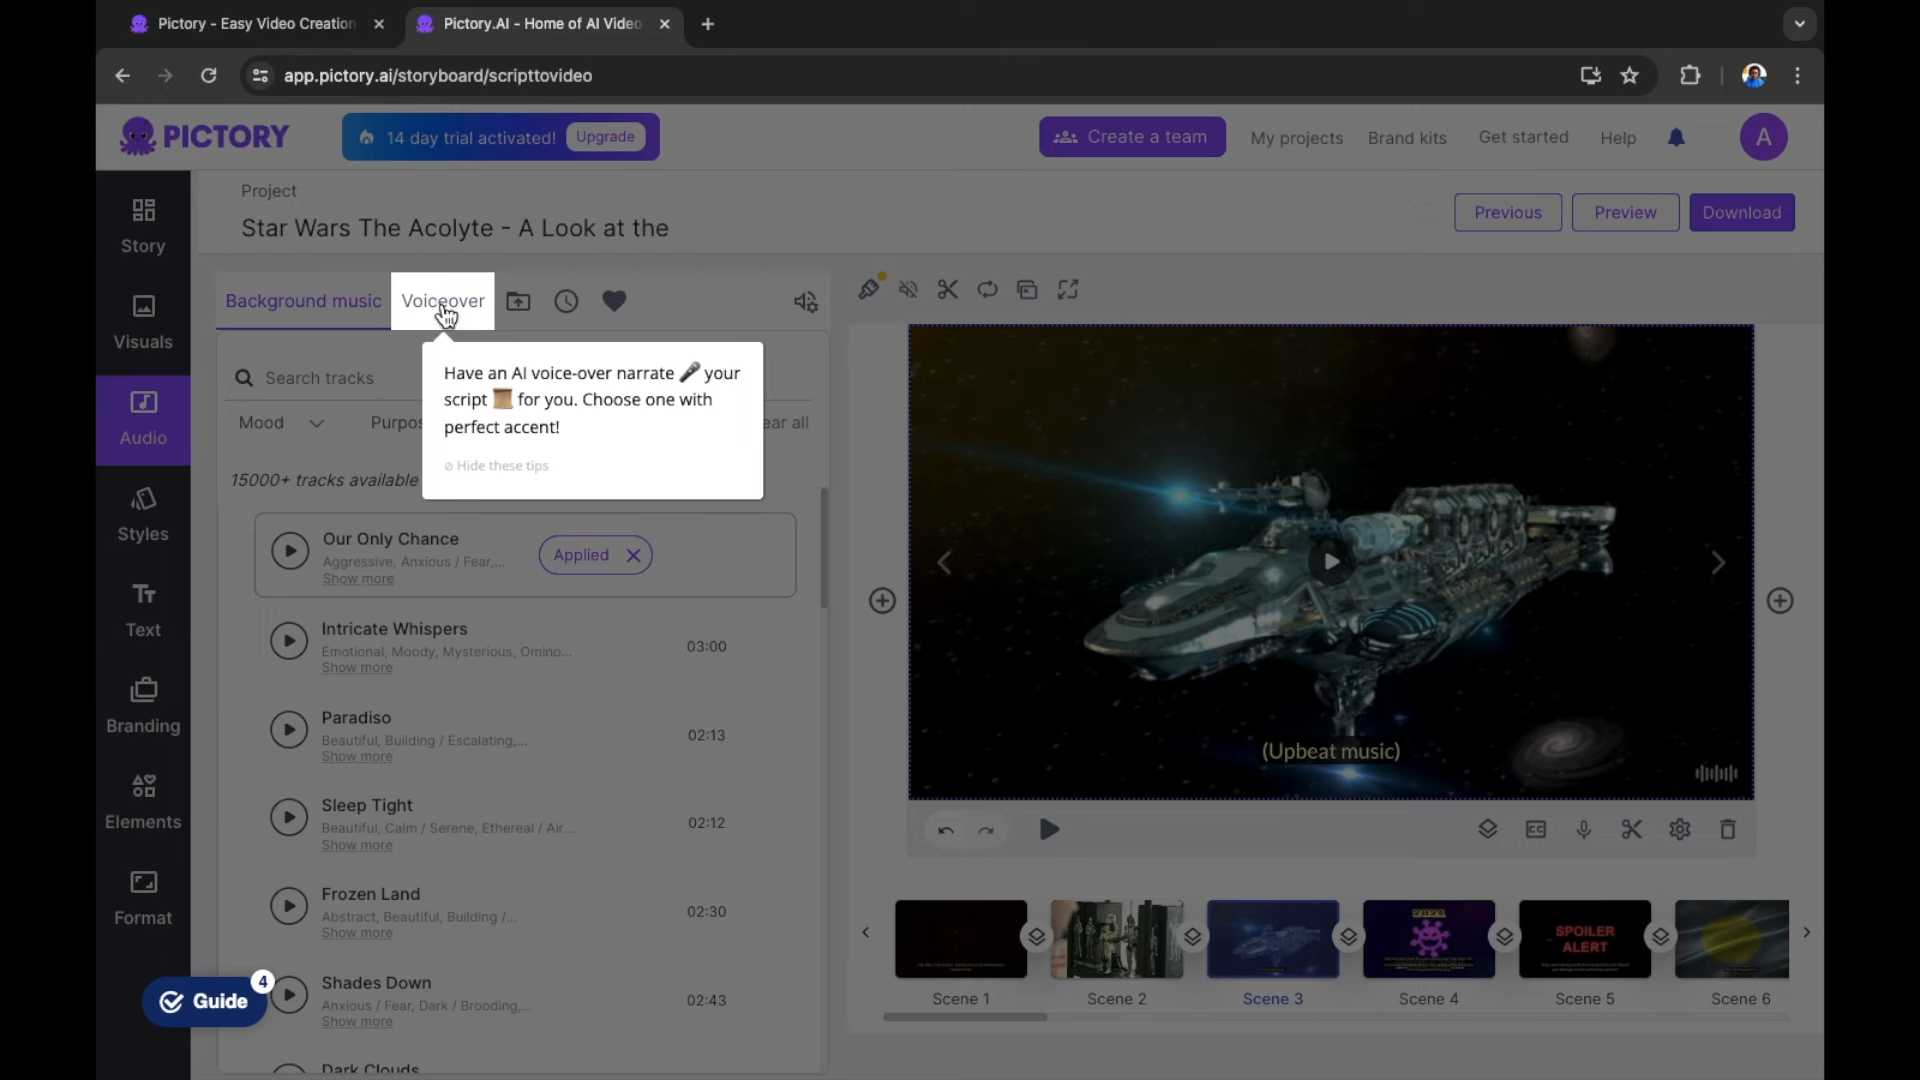 Pictory - Easy Video Creation
Pictory.AI - Home of AI Video
app.pictory.ai/storyboard/scripttovideo
PICTORY
14 day trial activated!
Upgrade
Create a team
My projects
Brand kits
Get started
Help
A
Project
Star Wars The Acolyte - A Look at the
Previous
Preview
Download
Story
Visuals
Audio
Styles
Text
Branding
Elements
Format
Background music
Voiceover
Have an AI voice-over narrate 🎤 your
script 📜 for you. Choose one with
perfect accent!
⊘ Hide these tips
Search tracks
Mood
Purpos
ear all
15000+ tracks available
Our Only Chance
Aggressive, Anxious / Fear,...
Show more
Applied
Intricate Whispers
Emotional, Moody, Mysterious, Omino...
Show more
03:00
Paradiso
Beautiful, Building / Escalating,...
Show more
02:13
Sleep Tight
Beautiful, Calm / Serene, Ethereal / Air...
Show more
02:12
Frozen Land
Abstract, Beautiful, Building /...
Show more
02:30
Shades Down
Anxious / Fear, Dark / Brooding,...
Show more
02:43
Dark Clouds
Guide
4
(Upbeat music)
CC
2021
SPOILER
ALERT
Scene 1
Scene 2
Scene 3
Scene 4
Scene 5
Scene 6